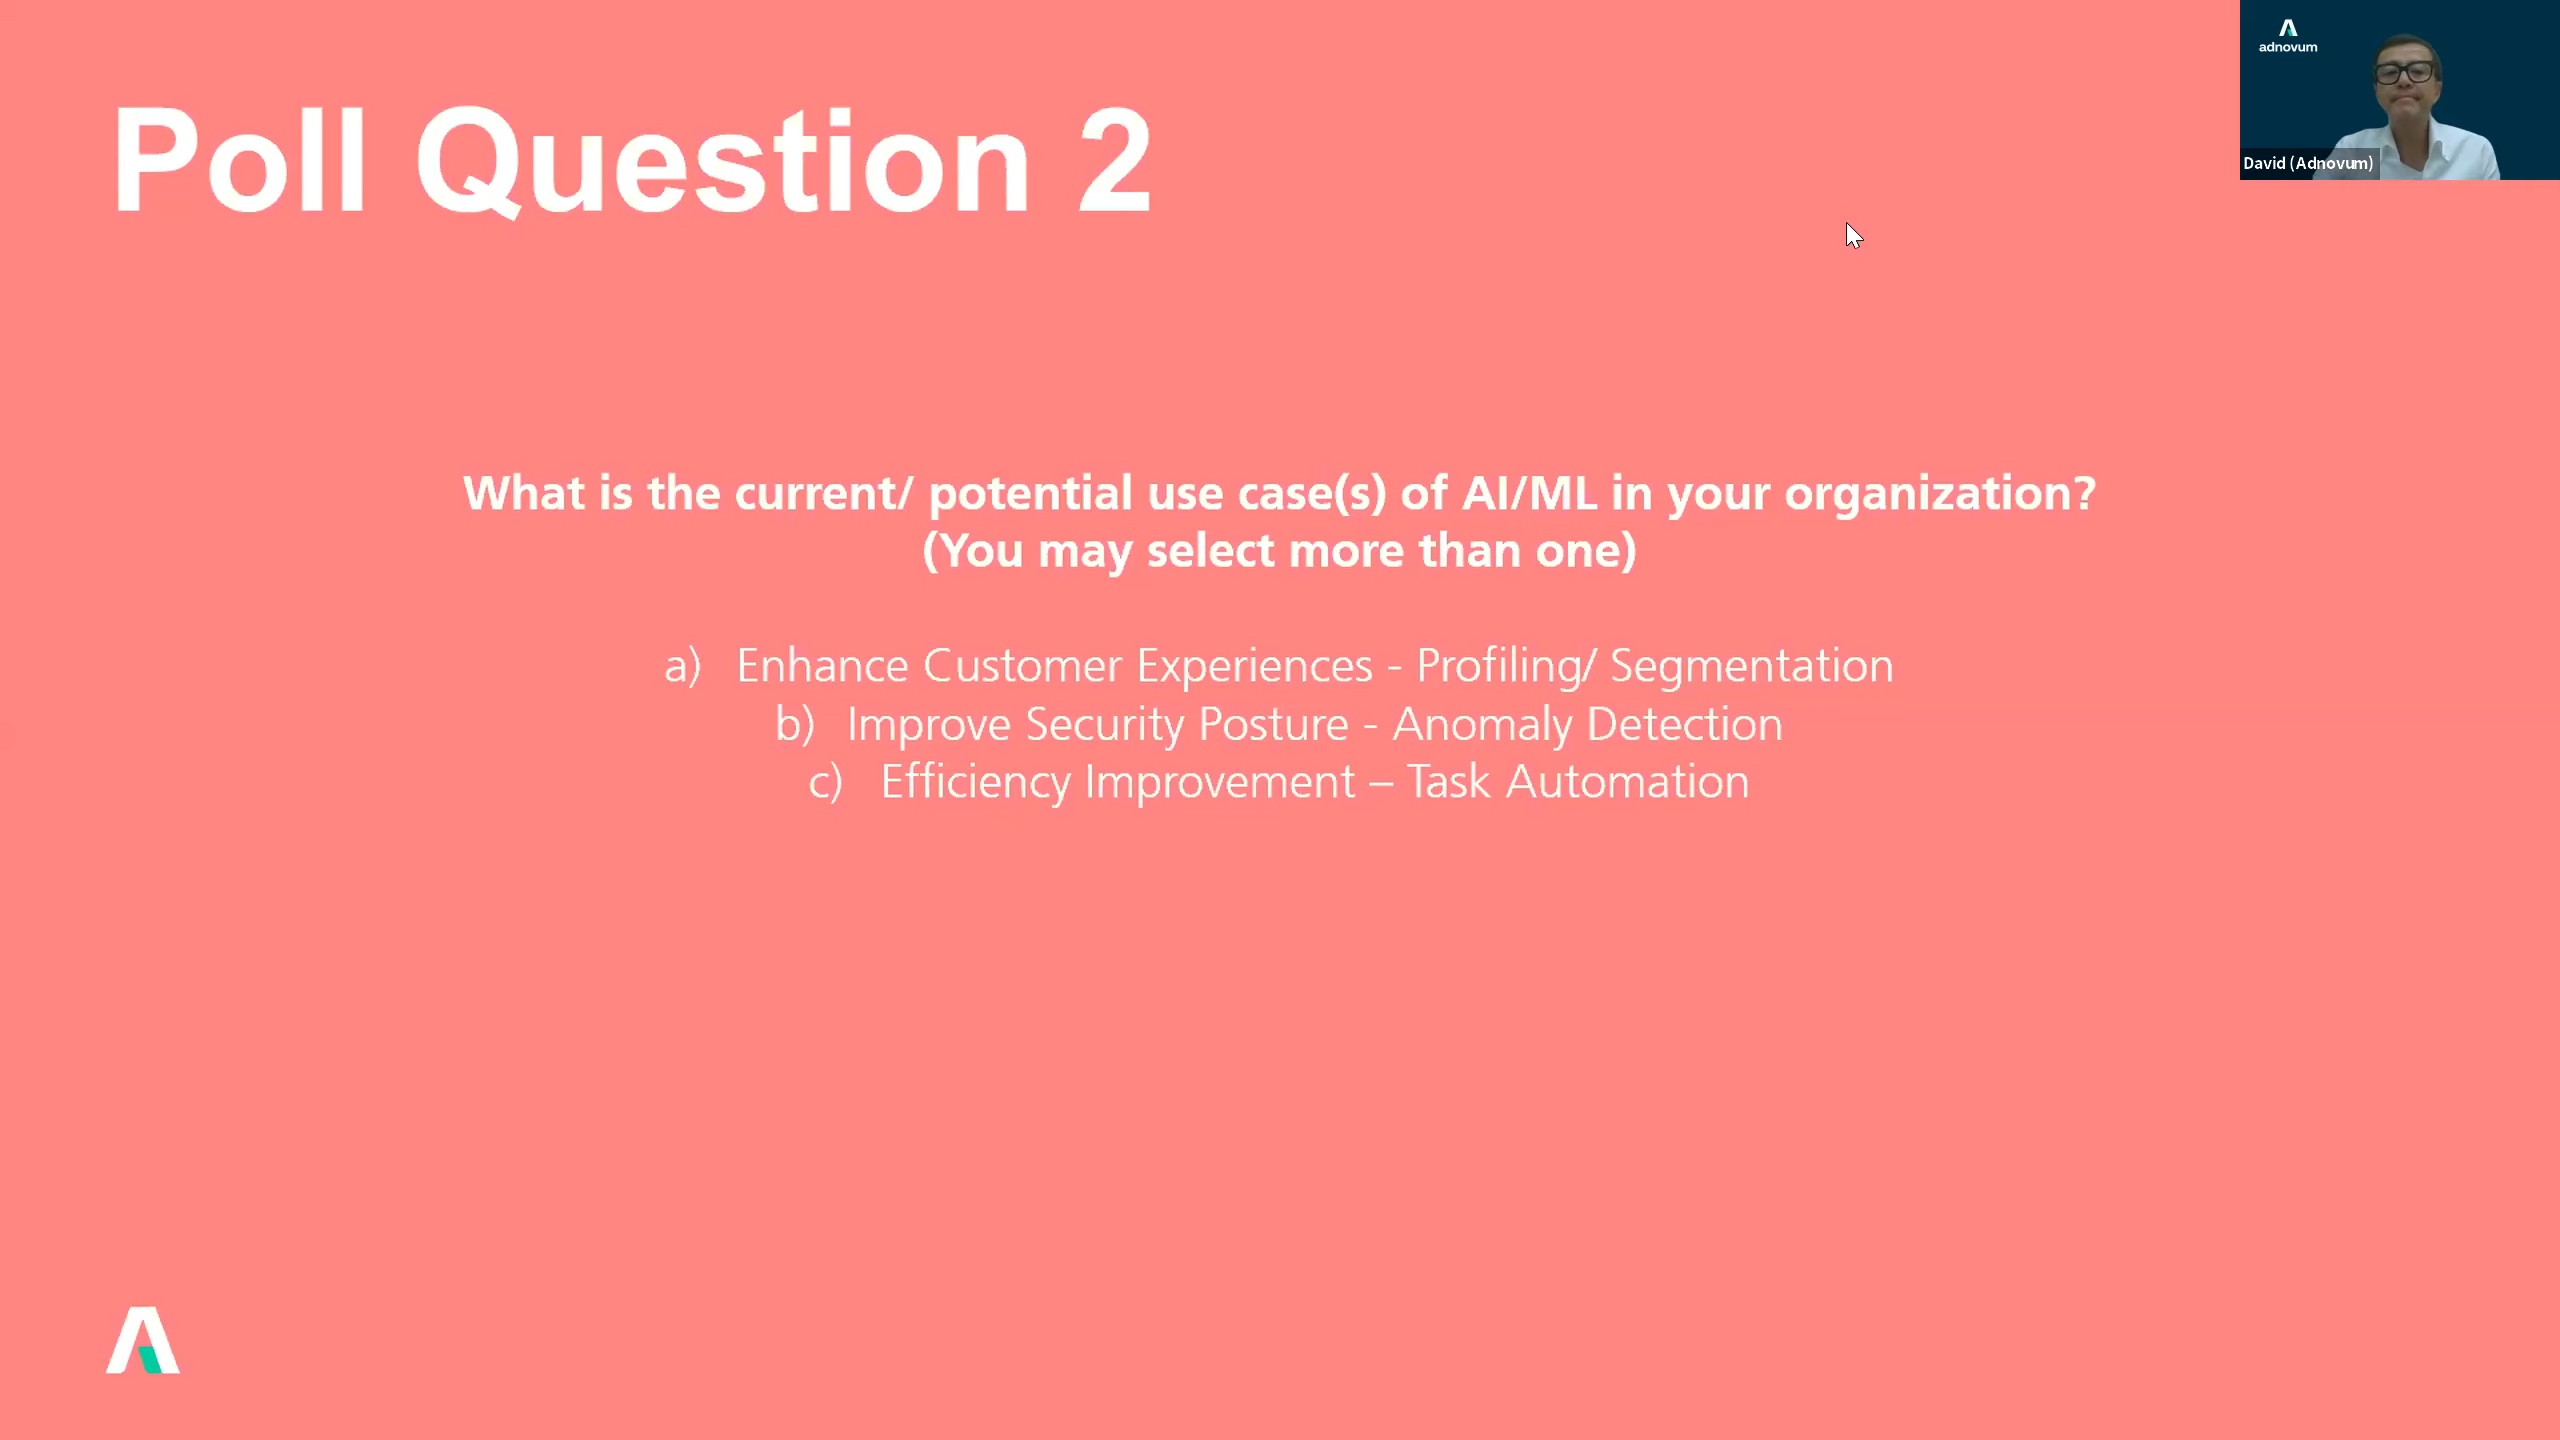 Poll Question 2
adnovum
David (Adnovum)
What is the current/ potential use case(s) of AI/ML in your organization?
(You may select more than one)
a) Enhance Customer Experiences - Profiling/ Segmentation
b) Improve Security Posture - Anomaly Detection
c) Efficiency Improvement – Task Automation